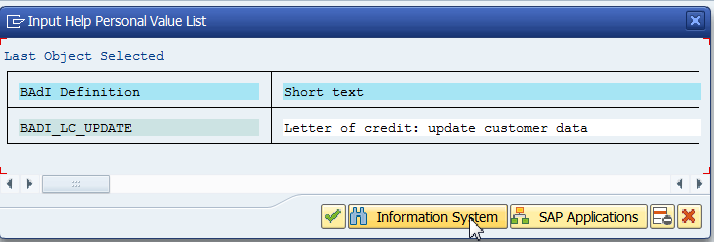 Input Help Personal Value List
Last Object Selected
BAdI Definition Short text
BADI_LC_UPDATE Letter of credit: update customer data
Information System SAP Applications